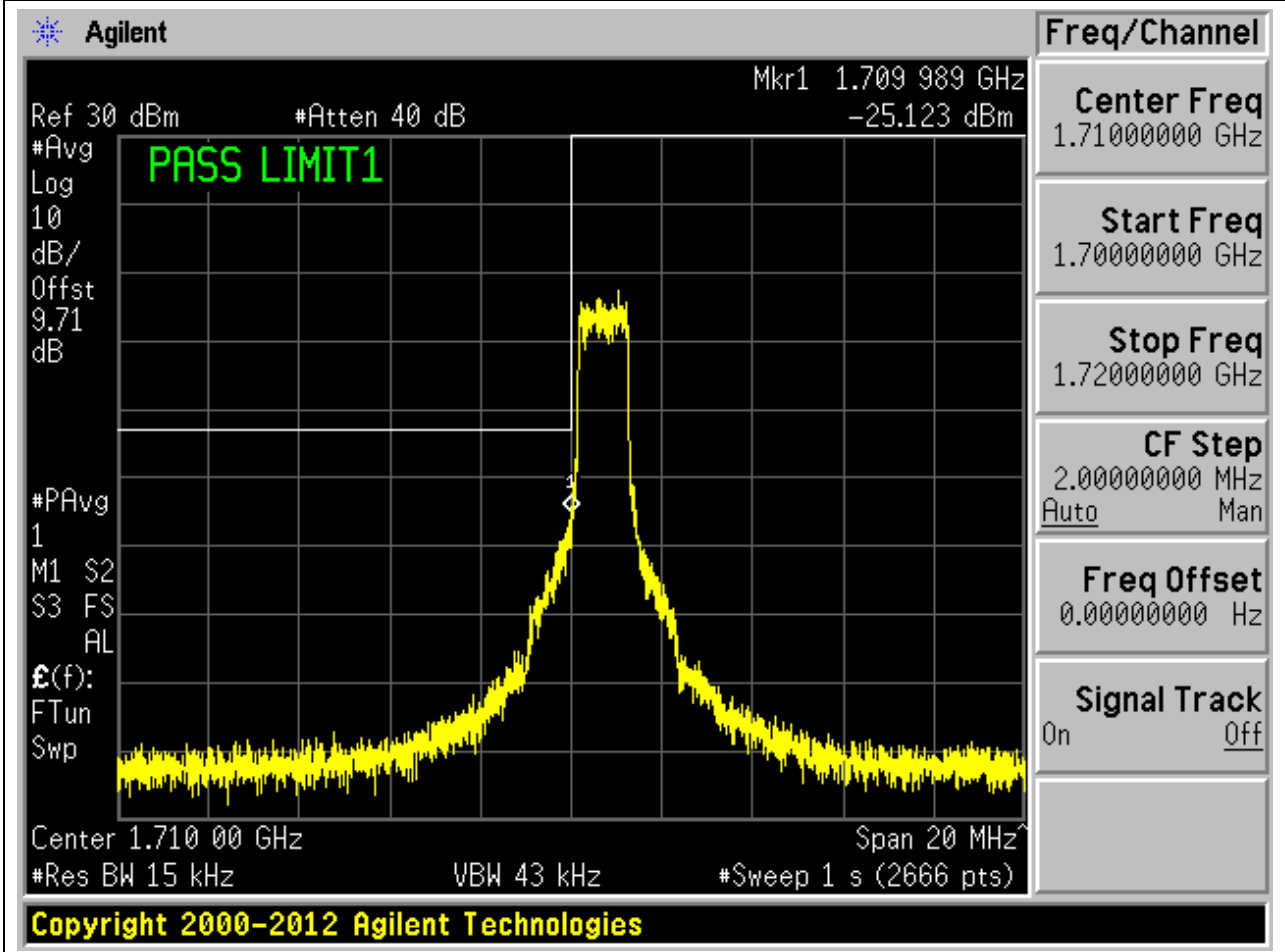 Agilent
Freq/Channel
Mkr1 1.709 989 GHz
Ref 30 dBm #Atten 40 dB -25.123 dBm
#Avg
Log
10
dB/
Offst
9.71
dB
PASS LIMIT1
1
#PAvg
1
M1 S2
S3 FS
AL
£(f):
FTun
Swp
Center 1.710 00 GHz Span 20 MHz^
#Res BW 15 kHz VBW 43 kHz #Sweep 1 s (2666 pts)
Center Freq
1.71000000 GHz
Start Freq
1.70000000 GHz
Stop Freq
1.72000000 GHz
CF Step
2.00000000 MHz
Auto Man
Freq Offset
0.00000000 Hz
Signal Track
On Off
Copyright 2000-2012 Agilent Technologies